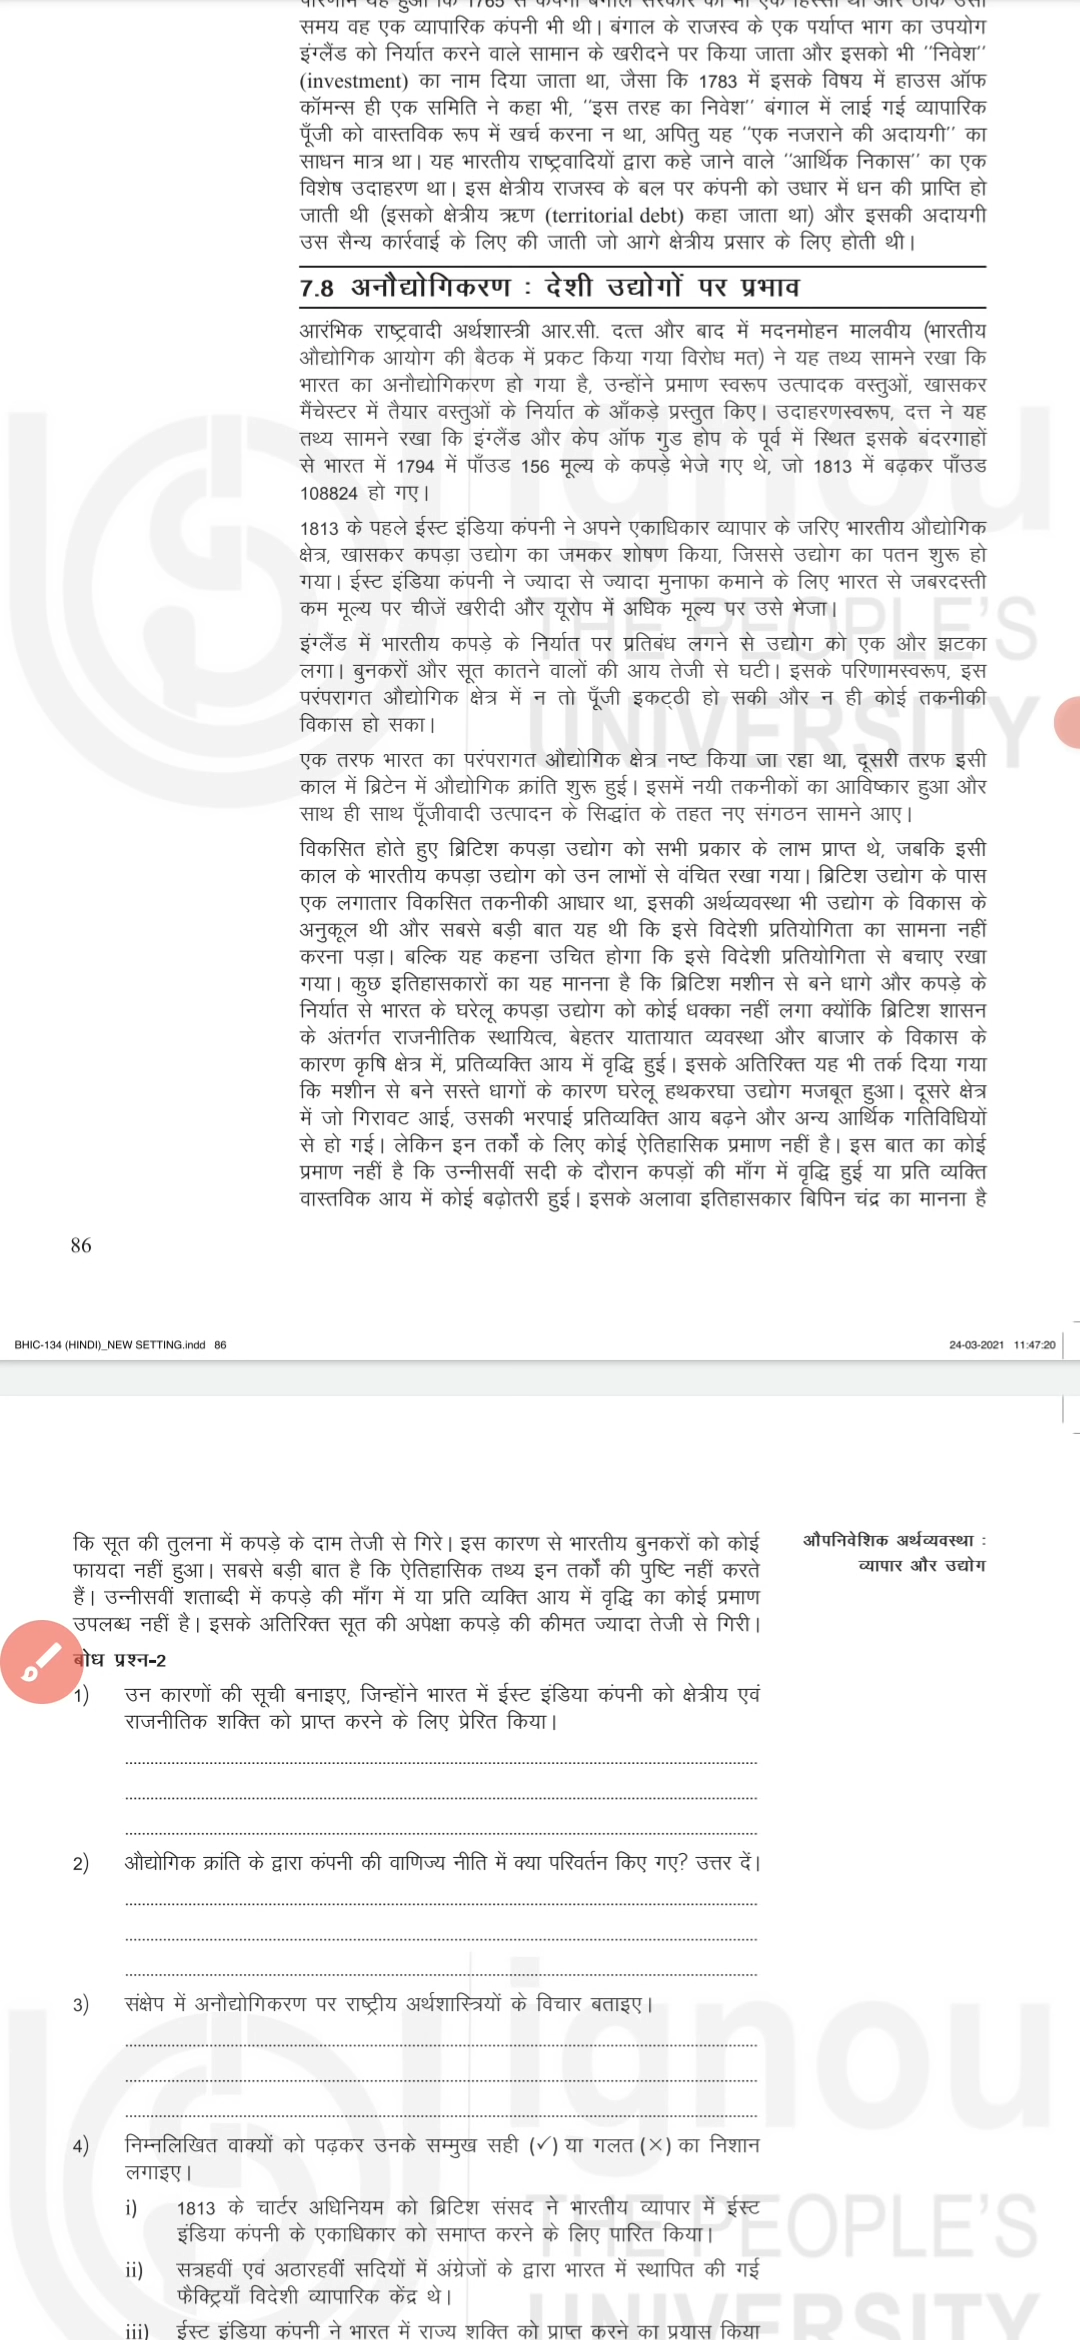 समय वह एक व्यापारिक कंपनी भी थी। बंगाल के राजस्व के एक पर्याप्त भाग का उपयोग
इंग्लैंड को निर्यात करने वाले सामान के खरीदने पर किया जाता और इसको भी ''निवेश''
(investment) का नाम दिया जाता था, जैसा कि 1783 में इसके विषय में हाउस ऑफ
कॉमन्स ही एक समिति ने कहा भी, ''इस तरह का निवेश'' बंगाल में लाई गई व्यापारिक
पूँजी को वास्तविक रूप में खर्च करना न था, अपितु यह ''एक नजराने की अदायगी'' का
साधन मात्र था। यह भारतीय राष्ट्रवादियों द्वारा कहे जाने वाले ''आर्थिक निकास'' का एक
विशेष उदाहरण था। इस क्षेत्रीय राजस्व के बल पर कंपनी को उधार में धन की प्राप्ति हो
जाती थी (इसको क्षेत्रीय ऋण (territorial debt) कहा जाता था) और इसकी अदायगी
उस सैन्य कार्रवाई के लिए की जाती जो आगे क्षेत्रीय प्रसार के लिए होती थी।
7.8 अनौद्योगिकरण : देशी उद्योगों पर प्रभाव
आरंभिक राष्ट्रवादी अर्थशास्त्री आर.सी. दत्त और बाद में मदनमोहन मालवीय (भारतीय
औद्योगिक आयोग की बैठक में प्रकट किया गया विरोध मत) ने यह तथ्य सामने रखा कि
भारत का अनौद्योगिकरण हो गया है, उन्होंने प्रमाण स्वरूप उत्पादक वस्तुओं, खासकर
मैंचेस्टर में तैयार वस्तुओं के निर्यात के आँकड़े प्रस्तुत किए। उदाहरणस्वरूप, दत्त ने यह
तथ्य सामने रखा कि इंग्लैंड और केप ऑफ गुड होप के पूर्व में स्थित इसके बंदरगाहों
से भारत में 1794 में पाँउड 156 मूल्य के कपड़े भेजे गए थे, जो 1813 में बढ़कर पाँउड
108824 हो गए।
1813 के पहले ईस्ट इंडिया कंपनी ने अपने एकाधिकार व्यापार के जरिए भारतीय औद्योगिक
क्षेत्र, खासकर कपड़ा उद्योग का जमकर शोषण किया, जिससे उद्योग का पतन शुरू हो
गया। ईस्ट इंडिया कंपनी ने ज्यादा से ज्यादा मुनाफा कमाने के लिए भारत से जबरदस्ती
कम मूल्य पर चीजें खरीदी और यूरोप में अधिक मूल्य पर उसे भेजा।
इंग्लैंड में भारतीय कपड़े के निर्यात पर प्रतिबंध लगने से उद्योग को एक और झटका
लगा। बुनकरों और सूत कातने वालों की आय तेजी से घटी। इसके परिणामस्वरूप, इस
परंपरागत औद्योगिक क्षेत्र में न तो पूँजी इकट्ठी हो सकी और न ही कोई तकनीकी
विकास हो सका।
एक तरफ भारत का परंपरागत औद्योगिक क्षेत्र नष्ट किया जा रहा था, दूसरी तरफ इसी
काल में ब्रिटेन में औद्योगिक क्रांति शुरू हुई। इसमें नयी तकनीकों का आविष्कार हुआ और
साथ ही साथ पूँजीवादी उत्पादन के सिद्धांत के तहत नए संगठन सामने आए।
विकसित होते हुए ब्रिटिश कपड़ा उद्योग को सभी प्रकार के लाभ प्राप्त थे, जबकि इसी
काल के भारतीय कपड़ा उद्योग को उन लाभों से वंचित रखा गया। ब्रिटिश उद्योग के पास
एक लगातार विकसित तकनीकी आधार था, इसकी अर्थव्यवस्था भी उद्योग के विकास के
अनुकूल थी और सबसे बड़ी बात यह थी कि इसे विदेशी प्रतियोगिता का सामना नहीं
करना पड़ा। बल्कि यह कहना उचित होगा कि इसे विदेशी प्रतियोगिता से बचाए रखा
गया। कुछ इतिहासकारों का यह मानना है कि ब्रिटिश मशीन से बने धागे और कपड़े के
निर्यात से भारत के घरेलू कपड़ा उद्योग को कोई धक्का नहीं लगा क्योंकि ब्रिटिश शासन
के अंतर्गत राजनीतिक स्थायित्व, बेहतर यातायात व्यवस्था और बाजार के विकास के
कारण कृषि क्षेत्र में, प्रतिव्यक्ति आय में वृद्धि हुई। इसके अतिरिक्त यह भी तर्क दिया गया
कि मशीन से बने सस्ते धागों के कारण घरेलू हथकरघा उद्योग मजबूत हुआ। दूसरे क्षेत्र
में जो गिरावट आई, उसकी भरपाई प्रतिव्यक्ति आय बढ़ने और अन्य आर्थिक गतिविधियों
से हो गई। लेकिन इन तर्कों के लिए कोई ऐतिहासिक प्रमाण नहीं है। इस बात का कोई
प्रमाण नहीं है कि उन्नीसवीं सदी के दौरान कपड़ों की माँग में वृद्धि हुई या प्रति व्यक्ति
वास्तविक आय में कोई बढ़ोतरी हुई। इसके अलावा इतिहासकार बिपिन चंद्र का मानना है
86
BHIC-134 (HINDI)_NEW SETTING.indd 86
24-03-2021 11:47:20
कि सूत की तुलना में कपड़े के दाम तेजी से गिरे। इस कारण से भारतीय बुनकरों को कोई
फायदा नहीं हुआ। सबसे बड़ी बात है कि ऐतिहासिक तथ्य इन तर्कों की पुष्टि नहीं करते
हैं। उन्नीसवीं शताब्दी में कपड़े की माँग में या प्रति व्यक्ति आय में वृद्धि का कोई प्रमाण
उपलब्ध नहीं है। इसके अतिरिक्त सूत की अपेक्षा कपड़े की कीमत ज्यादा तेजी से गिरी।
औपनिवेशिक अर्थव्यवस्था :
व्यापार और उद्योग
बोध प्रश्न-2
1) उन कारणों की सूची बनाइए, जिन्होंने भारत में ईस्ट इंडिया कंपनी को क्षेत्रीय एवं
राजनीतिक शक्ति को प्राप्त करने के लिए प्रेरित किया।
2) औद्योगिक क्रांति के द्वारा कंपनी की वाणिज्य नीति में क्या परिवर्तन किए गए? उत्तर दें।
3) संक्षेप में अनौद्योगिकरण पर राष्ट्रीय अर्थशास्त्रियों के विचार बताइए।
4) निम्नलिखित वाक्यों को पढ़कर उनके सम्मुख सही (✓) या गलत (×) का निशान
लगाइए।
i) 1813 के चार्टर अधिनियम को ब्रिटिश संसद ने भारतीय व्यापार में ईस्ट
इंडिया कंपनी के एकाधिकार को समाप्त करने के लिए पारित किया।
ii) सत्रहवीं एवं अठारहवीं सदियों में अंग्रेजों के द्वारा भारत में स्थापित की गई
फैक्ट्रियाँ विदेशी व्यापारिक केंद्र थे।
iii) ईस्ट इंडिया कंपनी ने भारत में राज्य शक्ति को प्राप्त करने का प्रयास किया
ignou
THE PEOPLE'S
UNIVERSITY
ignou
THE PEOPLE'S
UNIVERSITY